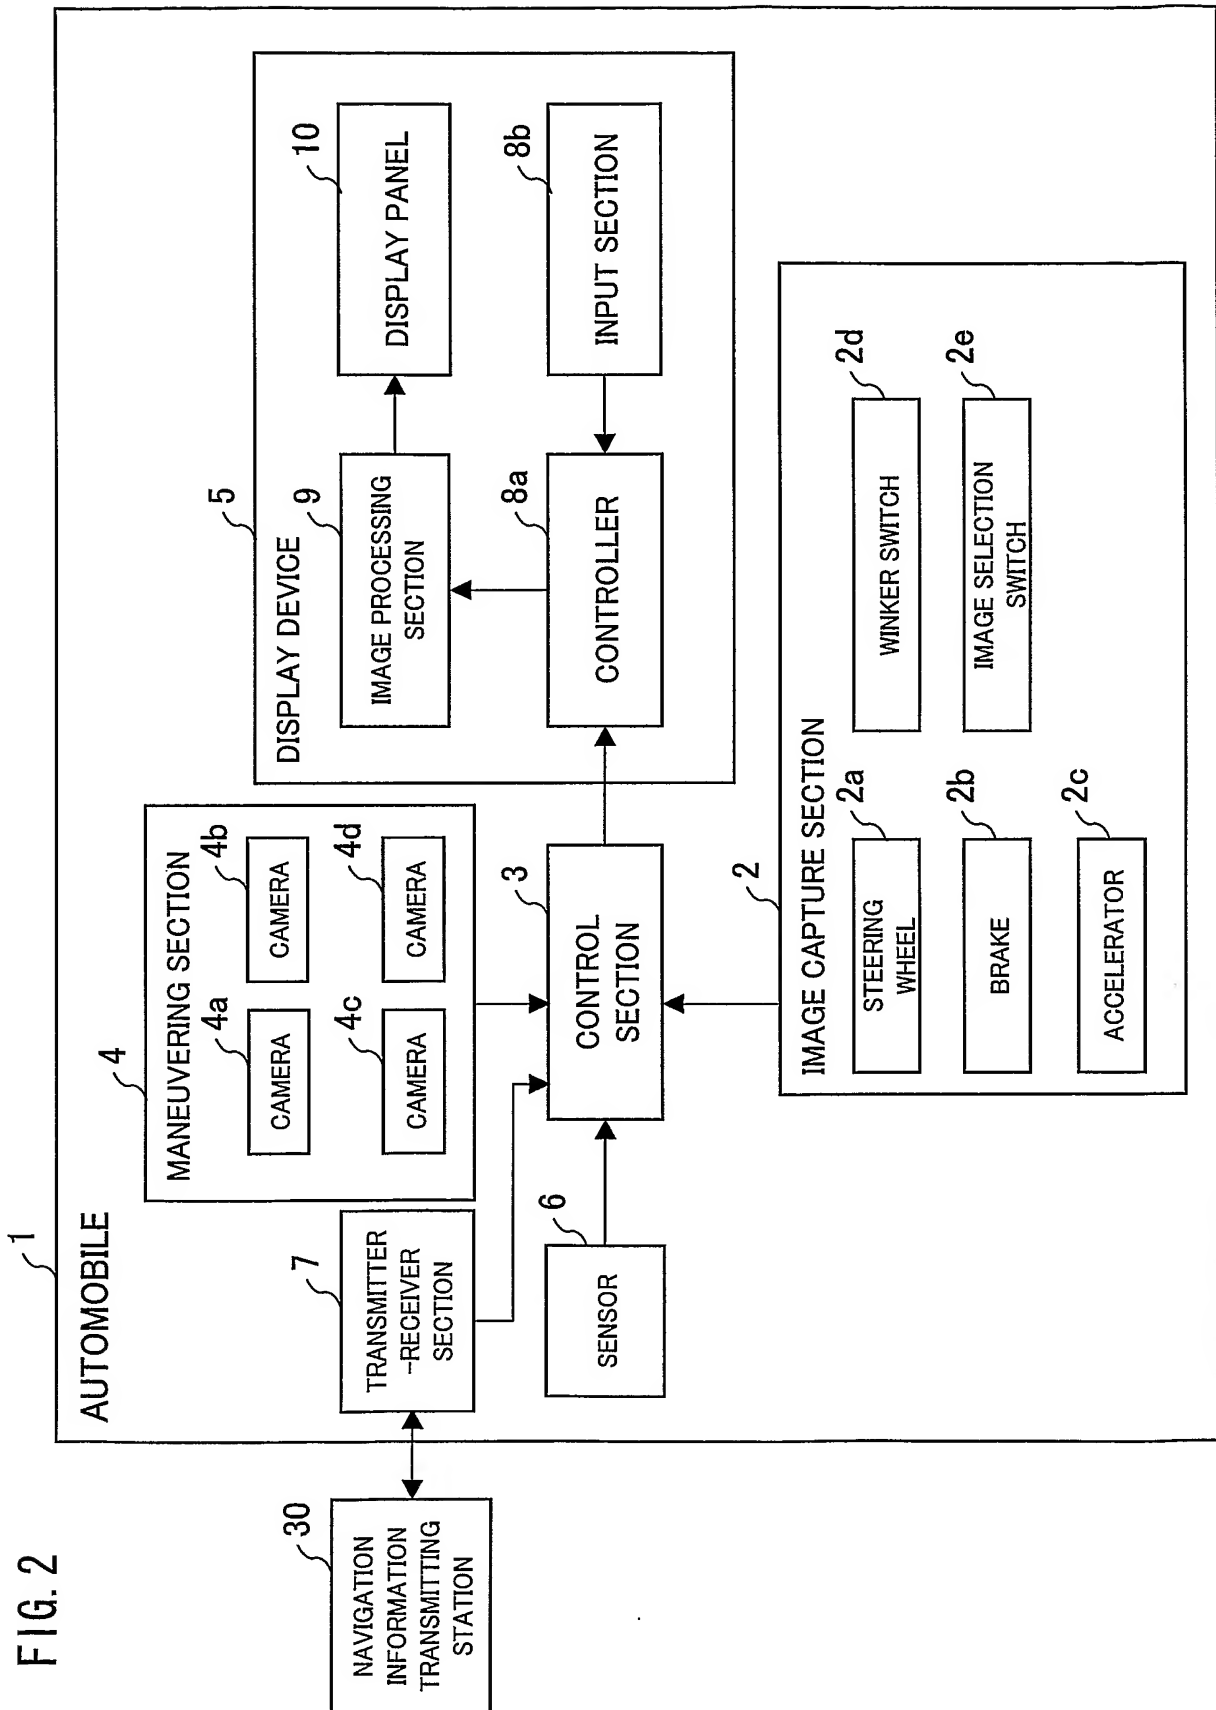 FIG. 2
1
AUTOMOBILE
30
NAVIGATION
INFORMATION
TRANSMITTING
STATION
7
TRANSMITTER
-RECEIVER
SECTION
6
SENSOR
4
MANEUVERING SECTION
4a
CAMERA
4b
CAMERA
4c
CAMERA
4d
CAMERA
3
CONTROL
SECTION
5
DISPLAY DEVICE
9
IMAGE PROCESSING
SECTION
10
DISPLAY PANEL
8a
CONTROLLER
8b
INPUT SECTION
2
IMAGE CAPTURE SECTION
2a
STEERING
WHEEL
2b
BRAKE
2c
ACCELERATOR
2d
WINKER SWITCH
2e
IMAGE SELECTION
SWITCH